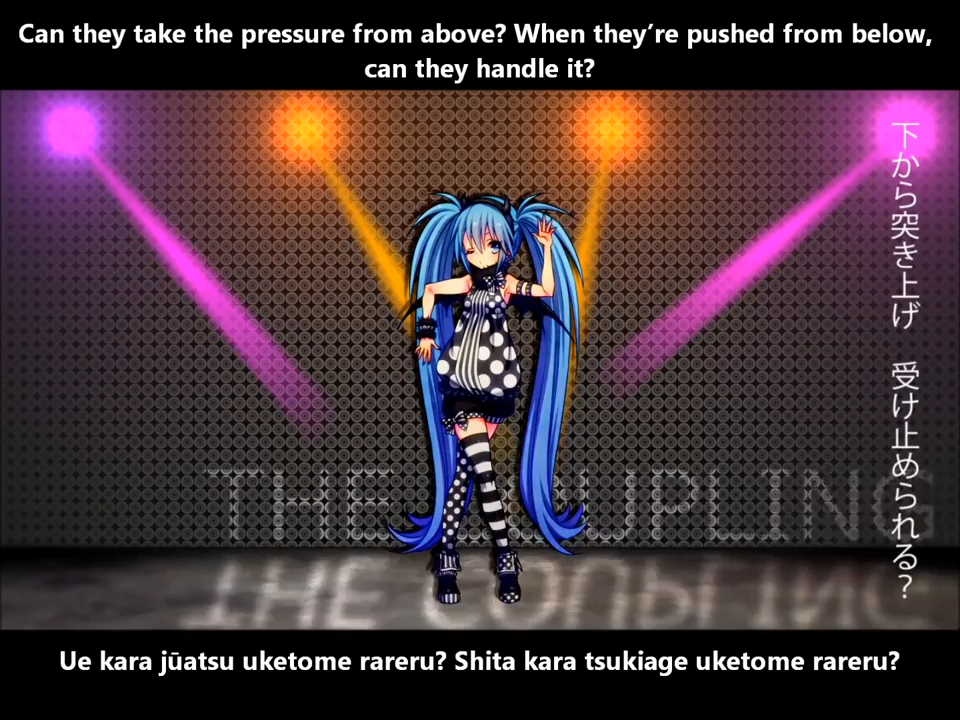 Can they take the pressure from above? When they're pushed from below,
can they handle it?
下から突き上げ 受け止められる?
THE COUPLING
Ue kara jūatsu uketome rareru? Shita kara tsukiage uketome rareru?